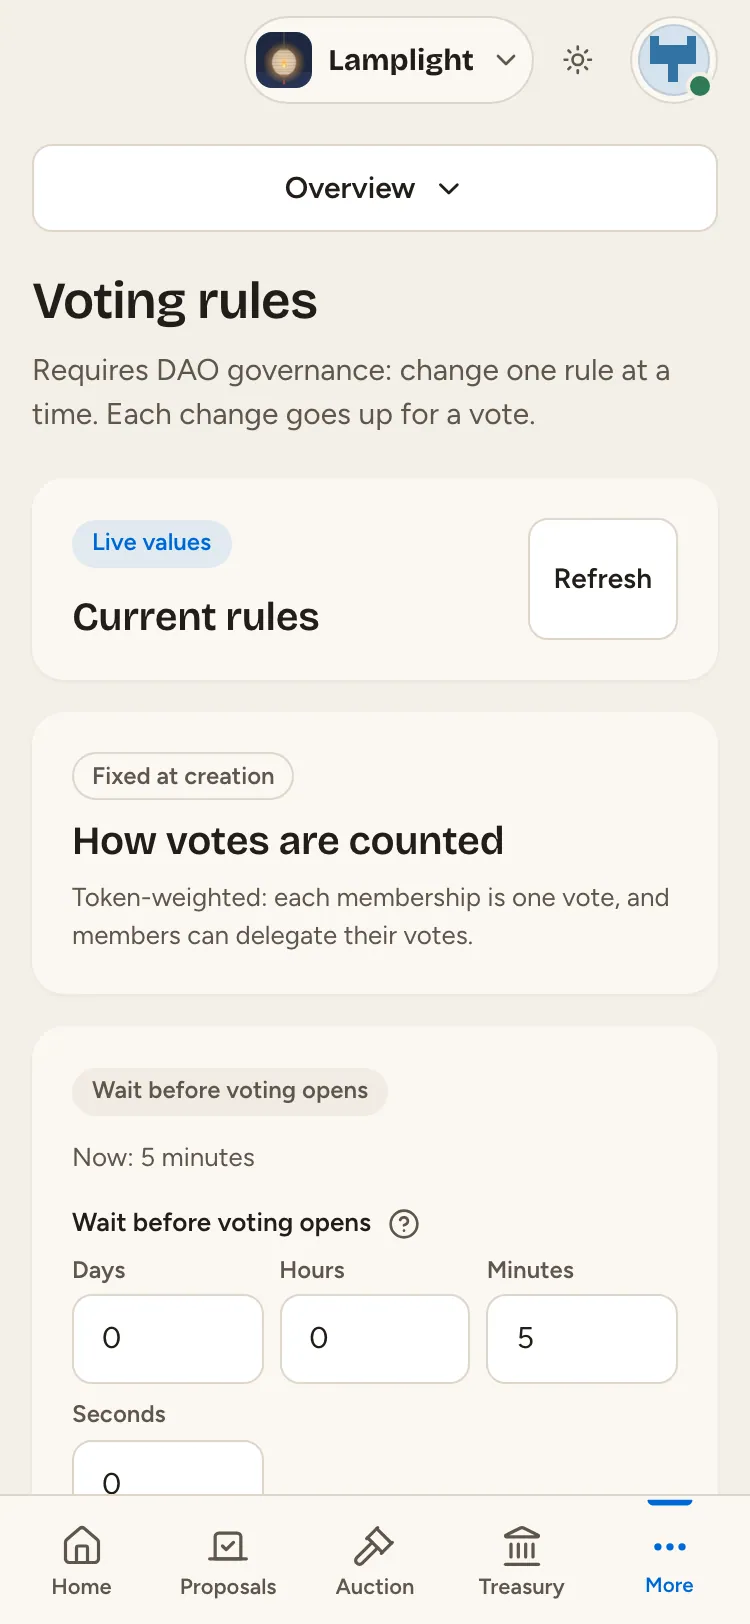 Lamplight
Overview
Voting rules
Requires DAO governance: change one rule at a
time. Each change goes up for a vote.
Live values
Current rules
Refresh
Fixed at creation
How votes are counted
Token-weighted: each membership is one vote, and
members can delegate their votes.
Wait before voting opens
Now: 5 minutes
Wait before voting opens ?
Days Hours Minutes
0 0 5
Seconds
0
Home Proposals Auction Treasury More